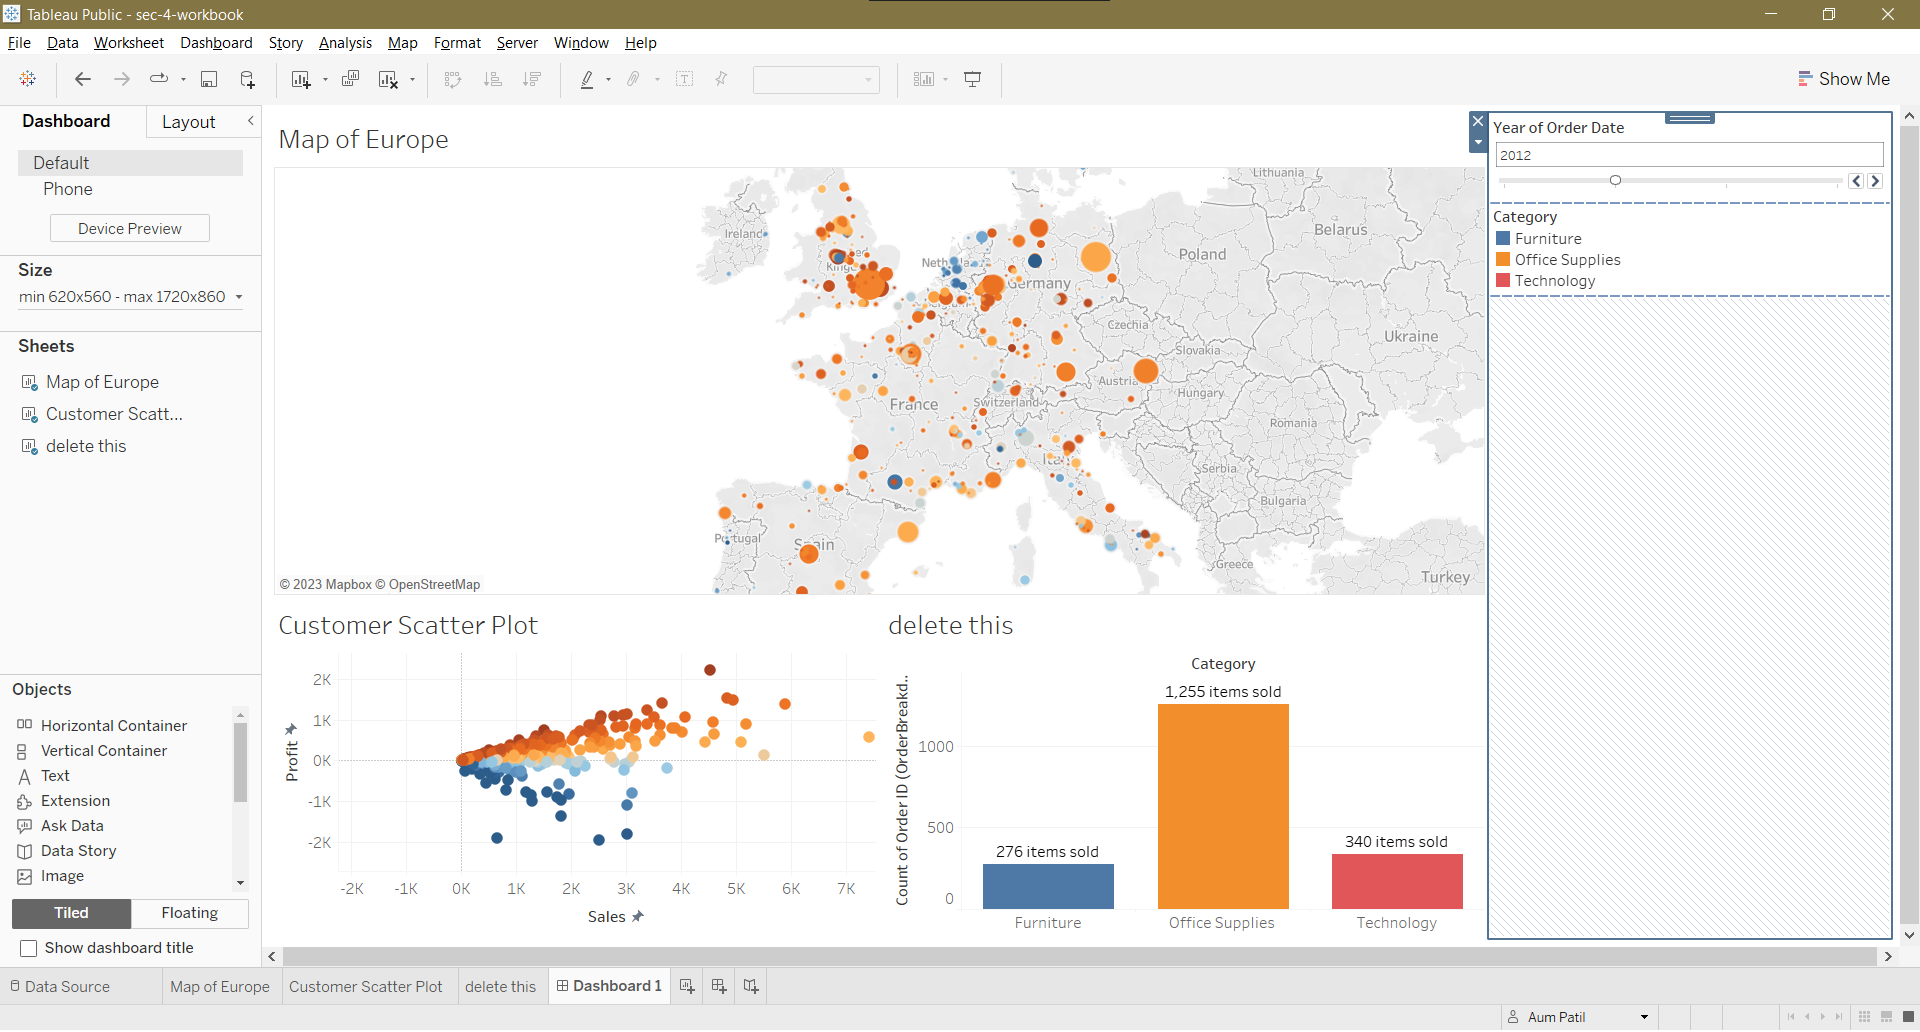 Tableau Public - sec-4-workbook
File Data Worksheet Dashboard Story Analysis Map Format Server Window Help
Show Me
Dashboard Layout
Default
Phone
Device Preview
Size
min 620x560 - max 1720x860
Sheets
Map of Europe
Customer Scatt...
delete this
Objects
Horizontal Container
Vertical Container
Text
Extension
Ask Data
Data Story
Image
Tiled Floating
Show dashboard title
Map of Europe
Lithuania
Belarus
Ireland
Poland
Germany
Ukraine
Czechia
Slovakia
Austria
Hungary
France
Switzerland
Romania
Serbia
Bulgaria
Portugal
Spain
Greece
Turkey
© 2023 Mapbox © OpenStreetMap
Year of Order Date
2012
Category
Furniture
Office Supplies
Technology
Customer Scatter Plot
Profit
2K
1K
0K
-1K
-2K
-2K -1K 0K 1K 2K 3K 4K 5K 6K 7K
Sales
delete this
Category
Count of Order ID (OrderBreakd..
1000
500
0
276 items sold
1,255 items sold
340 items sold
Furniture Office Supplies Technology
Data Source Map of Europe Customer Scatter Plot delete this Dashboard 1
Aum Patil